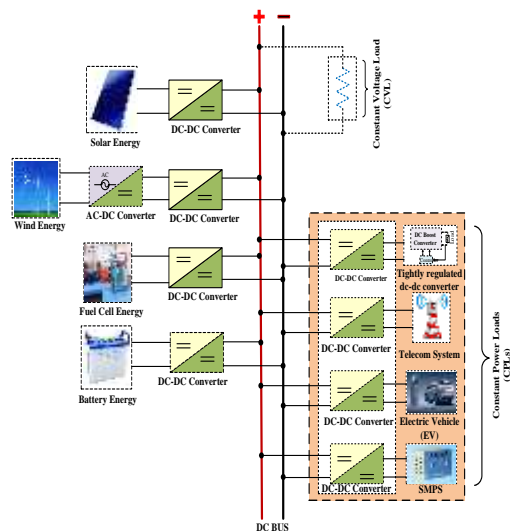 + −
Constant Voltage Load
(CVL)
Solar Energy
DC-DC Converter
AC
Wind Energy
AC-DC Converter
DC-DC Converter
Fuel Cell Energy
DC-DC Converter
Battery Energy
DC-DC Converter
DC Boost
Converter
DC-DC Converter
Tightly regulated
dc-dc converter
DC-DC Converter
Telecom System
DC-DC Converter
Electric Vehicle
(EV)
DC-DC Converter
SMPS
Constant Power Loads
(CPLs)
DC BUS